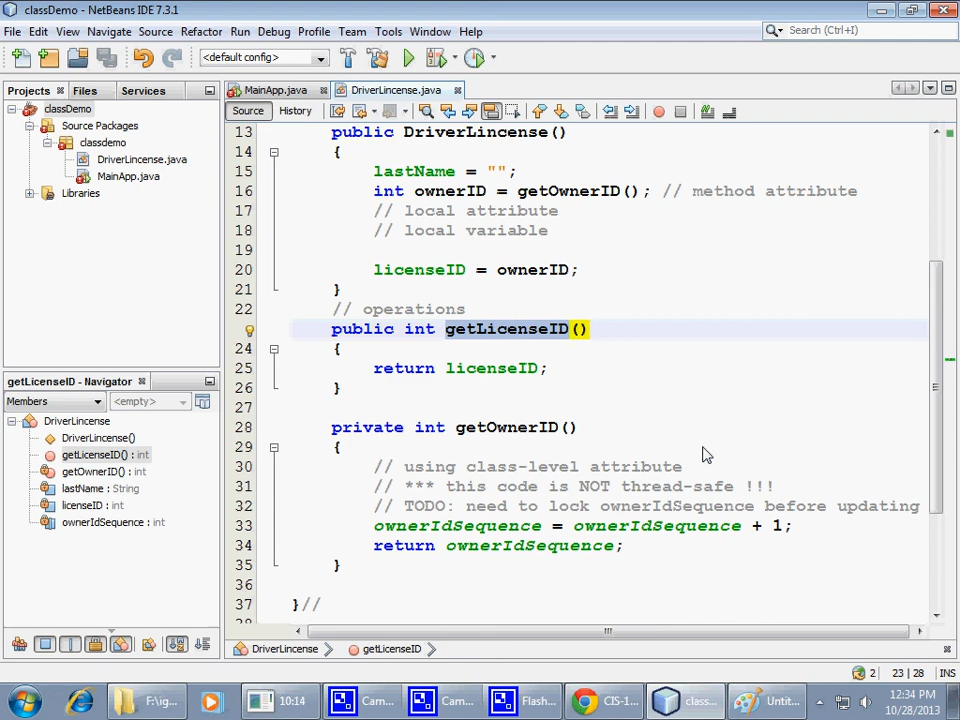 classDemo - NetBeans IDE 7.3.1
File Edit View Navigate Source Refactor Run Debug Profile Team Tools Window Help
Search (Ctrl+I)
<default config>
Projects Files Services
MainApp.java DriverLincense.java
Source History
classDemo
Source Packages
classdemo
DriverLincense.java
MainApp.java
Libraries
13 public DriverLincense()
14 {
15 lastName = "";
16 int ownerID = getOwnerID(); // method attribute
17 // local attribute
18 // local variable
19
20 licenseID = ownerID;
21 }
22 // operations
public int getLicenseID()
24 {
25 return licenseID;
26 }
27
28 private int getOwnerID()
29 {
30 // using class-level attribute
31 // *** this code is NOT thread-safe !!!
32 // TODO: need to lock ownerIdSequence before updating
33 ownerIdSequence = ownerIdSequence + 1;
34 return ownerIdSequence;
35 }
36
37 }//
getLicenseID - Navigator
Members <empty>
DriverLincense
DriverLincense()
getLicenseID() : int
getOwnerID() : int
lastName : String
licenseID : int
ownerIdSequence : int
DriverLincense getLicenseID
2 23 | 28 INS
F:\ig... 10:14 Cam... Cam... Flash... CIS-1... class... Untit...
12:34 PM
10/28/2013